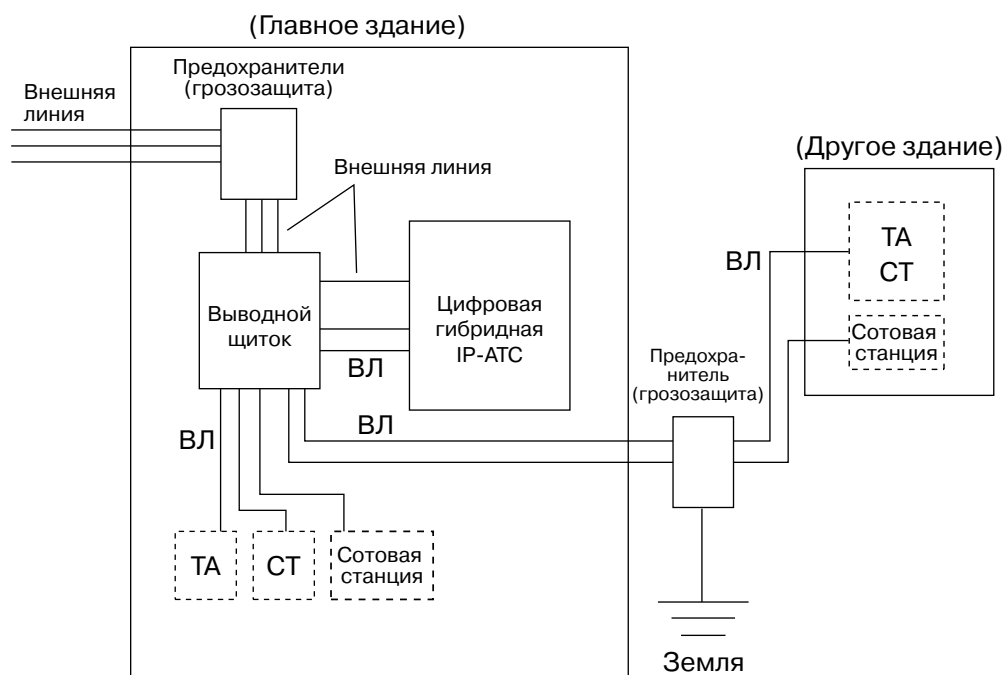 (Главное здание)
Предохранители
(грозозащита)
Внешняя
линия
Внешняя линия
(Другое здание)
ТА
СТ
ВЛ
Выводной
щиток
Цифровая
гибридная
IP-АТС
Сотовая
станция
ВЛ
Предохра-
нитель
(грозозащита)
ВЛ
ВЛ
ТА
СТ
Сотовая
станция
Земля